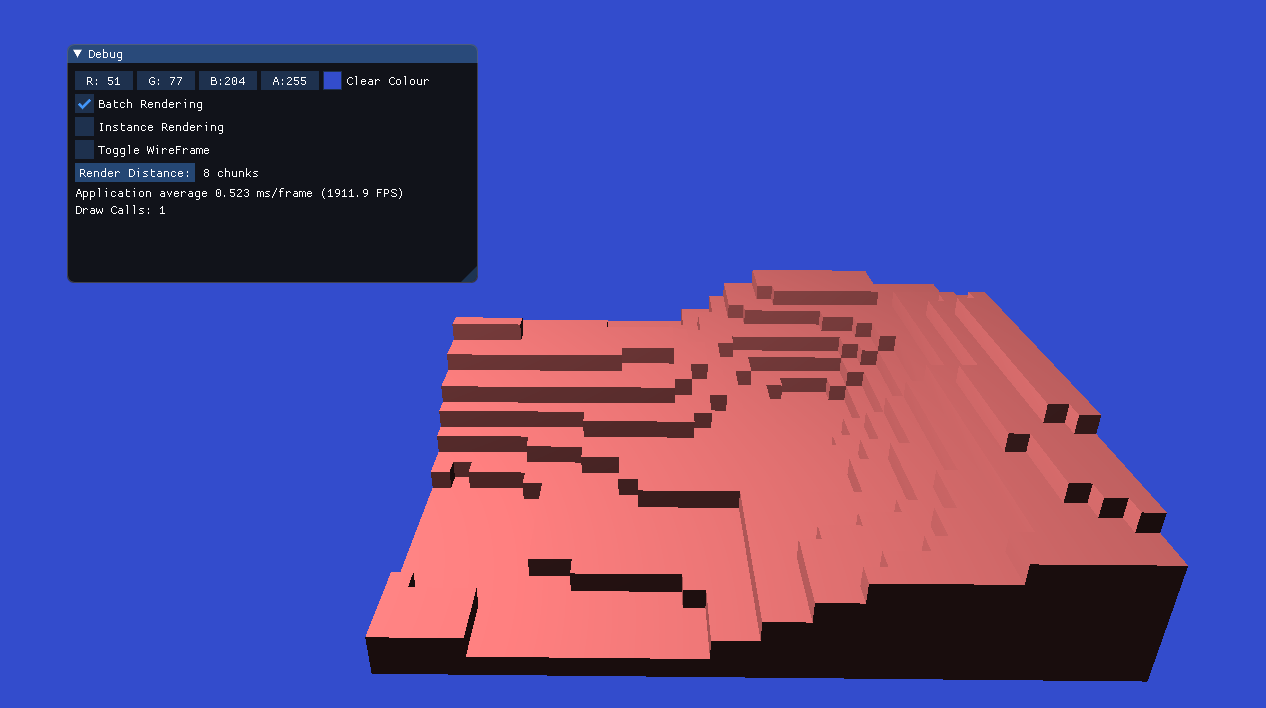 Debug
R: 51 G: 77 B:204 A:255 Clear Colour
Batch Rendering
Instance Rendering
Toggle WireFrame
Render Distance: 8 chunks
Application average 0.523 ms/frame (1911.9 FPS)
Draw Calls: 1